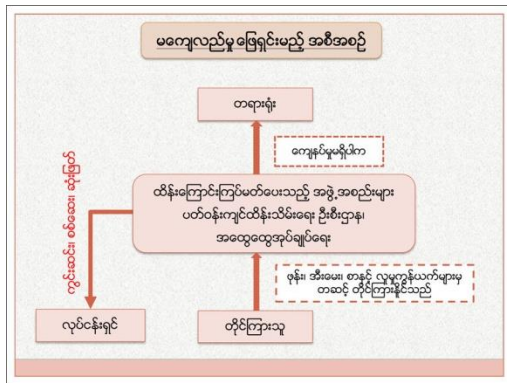 မကျေလည်မှု ဖြေရှင်းမည့် အစီအစဉ်
တရားရုံး
ကျေနပ်မှုမရှိပါက
ထိန်းကြောင်းကြပ်မတ်ပေးသည့် အဖွဲ့အစည်းများ
ပတ်ဝန်းကျင်ထိန်းသိမ်းရေး ဦးစီးဌာန၊
အထွေထွေအုပ်ချုပ်ရေး
ကွင်းဆင်း၊ စစ်ဆေး၊ ဆုံးဖြတ်
ဖုန်း၊ အီးမေး၊ စာနှင့် လူမှုကွန်ယက်များမှ
တဆင့် တိုင်ကြားနိုင်သည်
လုပ်ငန်းရှင်
တိုင်ကြားသူ